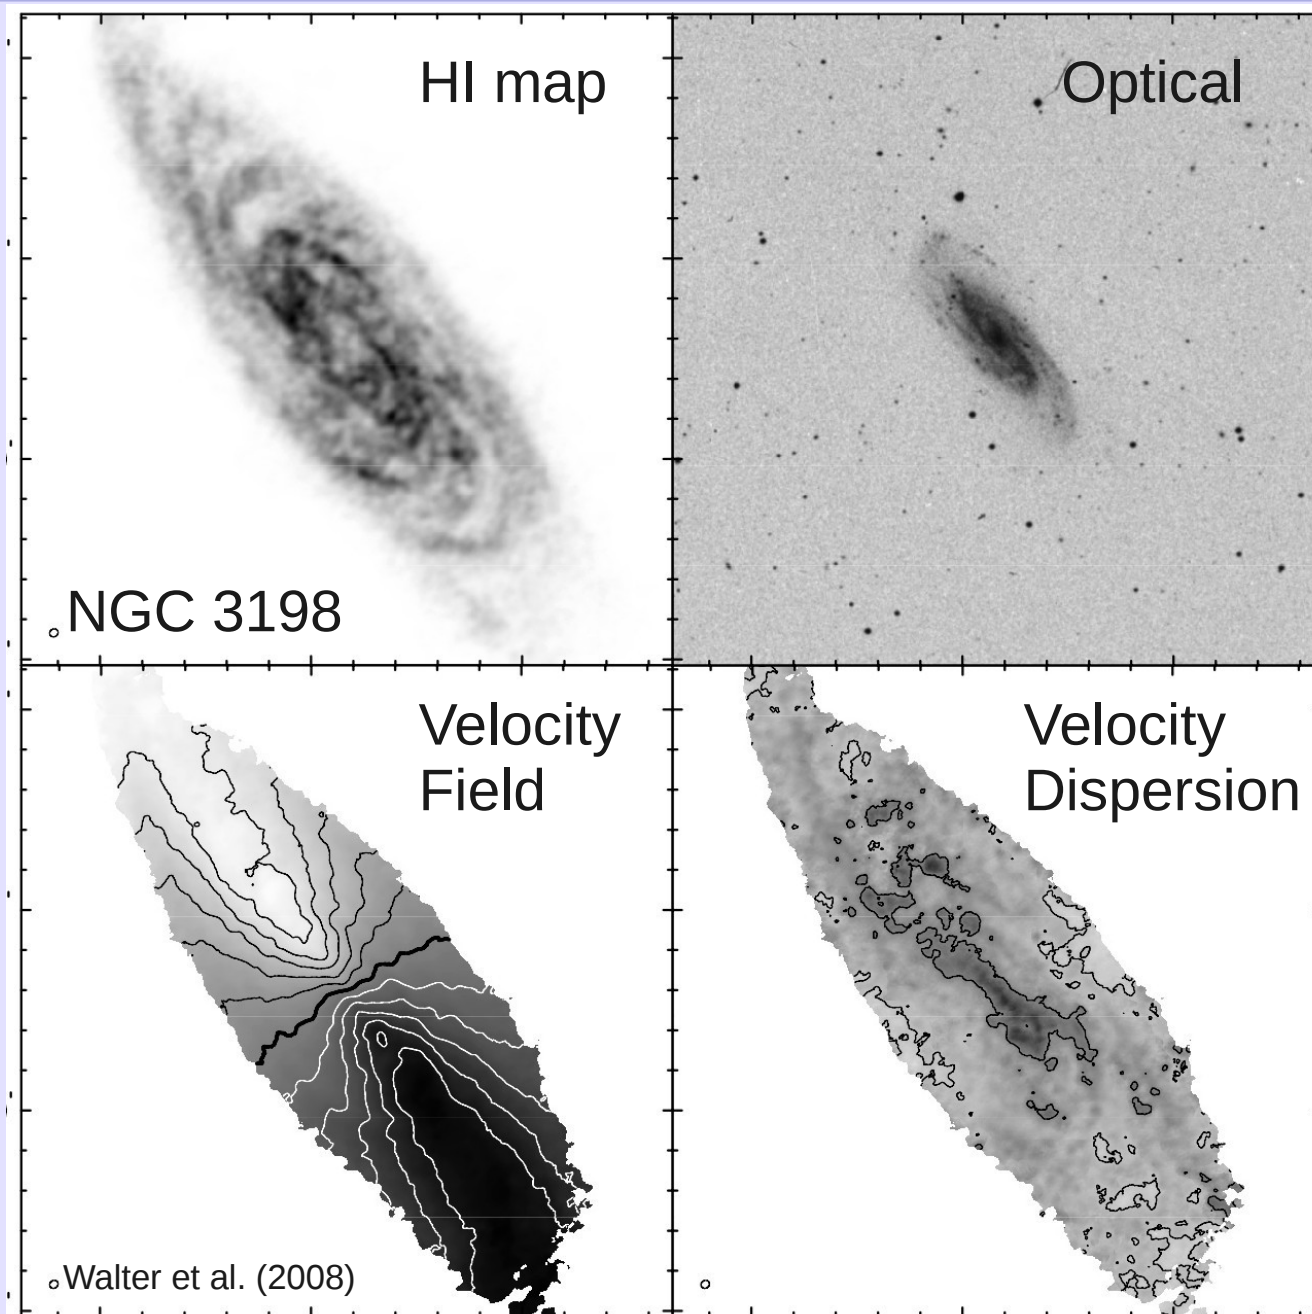 HI map
Optical
NGC 3198
Velocity
Field
Velocity
Dispersion
Walter et al. (2008)